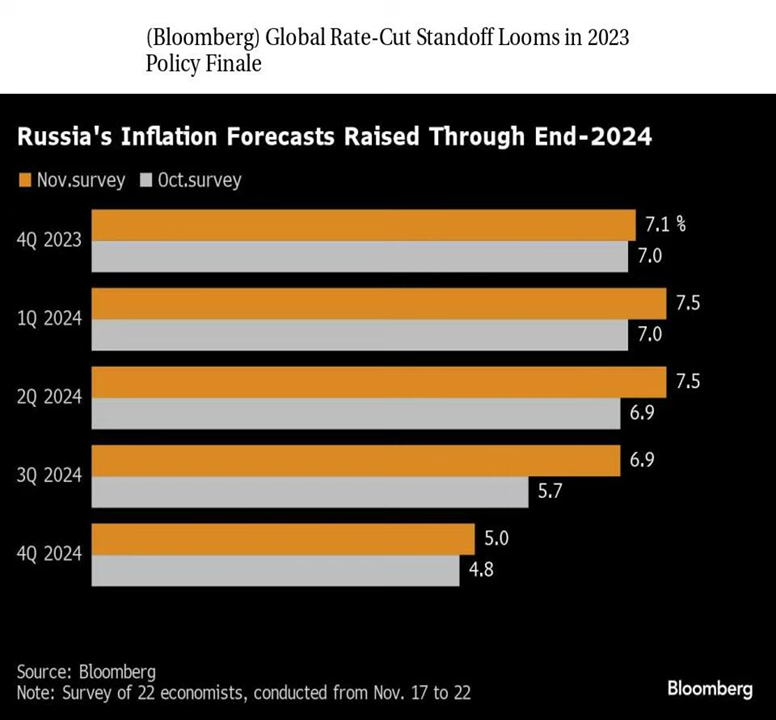 (Bloomberg) Global Rate-Cut Standoff Looms in 2023
Policy Finale
Russia's Inflation Forecasts Raised Through End-2024
Nov.survey Oct.survey
4Q 2023
7.1 %
7.0
1Q 2024
7.5
7.0
2Q 2024
7.5
6.9
3Q 2024
6.9
5.7
4Q 2024
5.0
4.8
Source: Bloomberg
Note: Survey of 22 economists, conducted from Nov. 17 to 22
Bloomberg